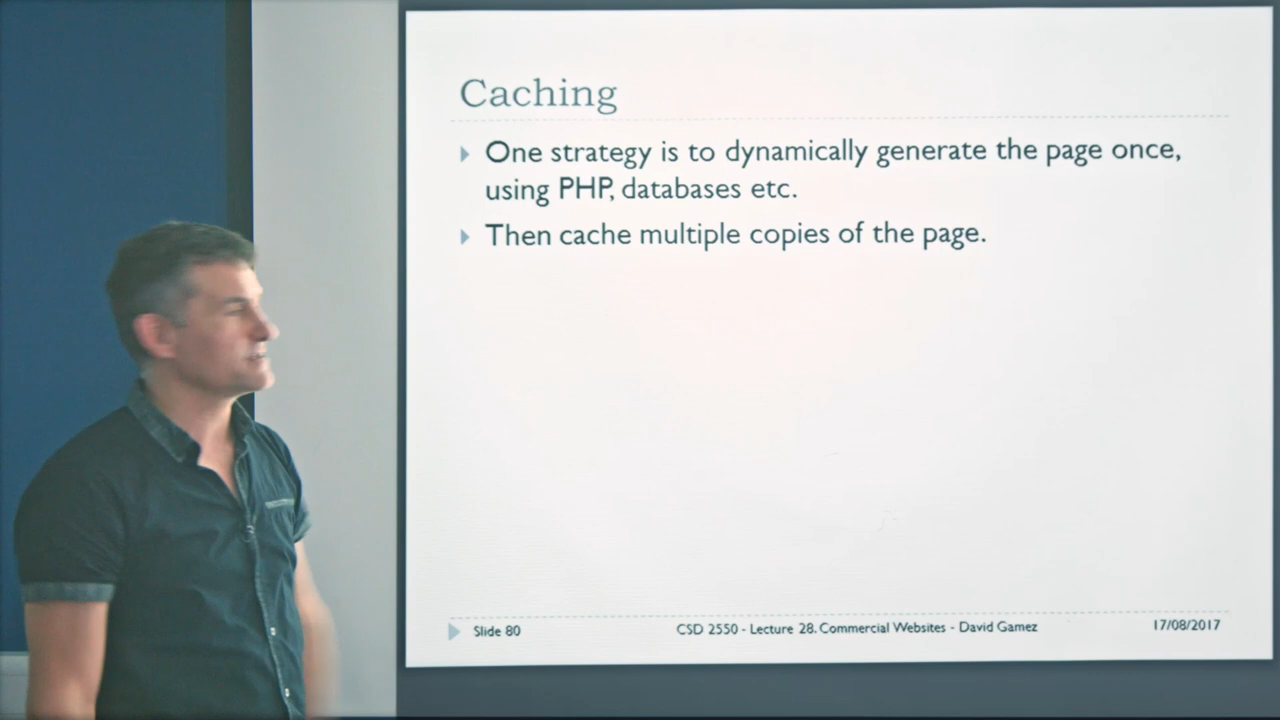 Caching
One strategy is to dynamically generate the page once,
using PHP, databases etc.
Then cache multiple copies of the page.
Slide 80
CSD 2550 - Lecture 28. Commercial Websites - David Gamez
17/08/2017